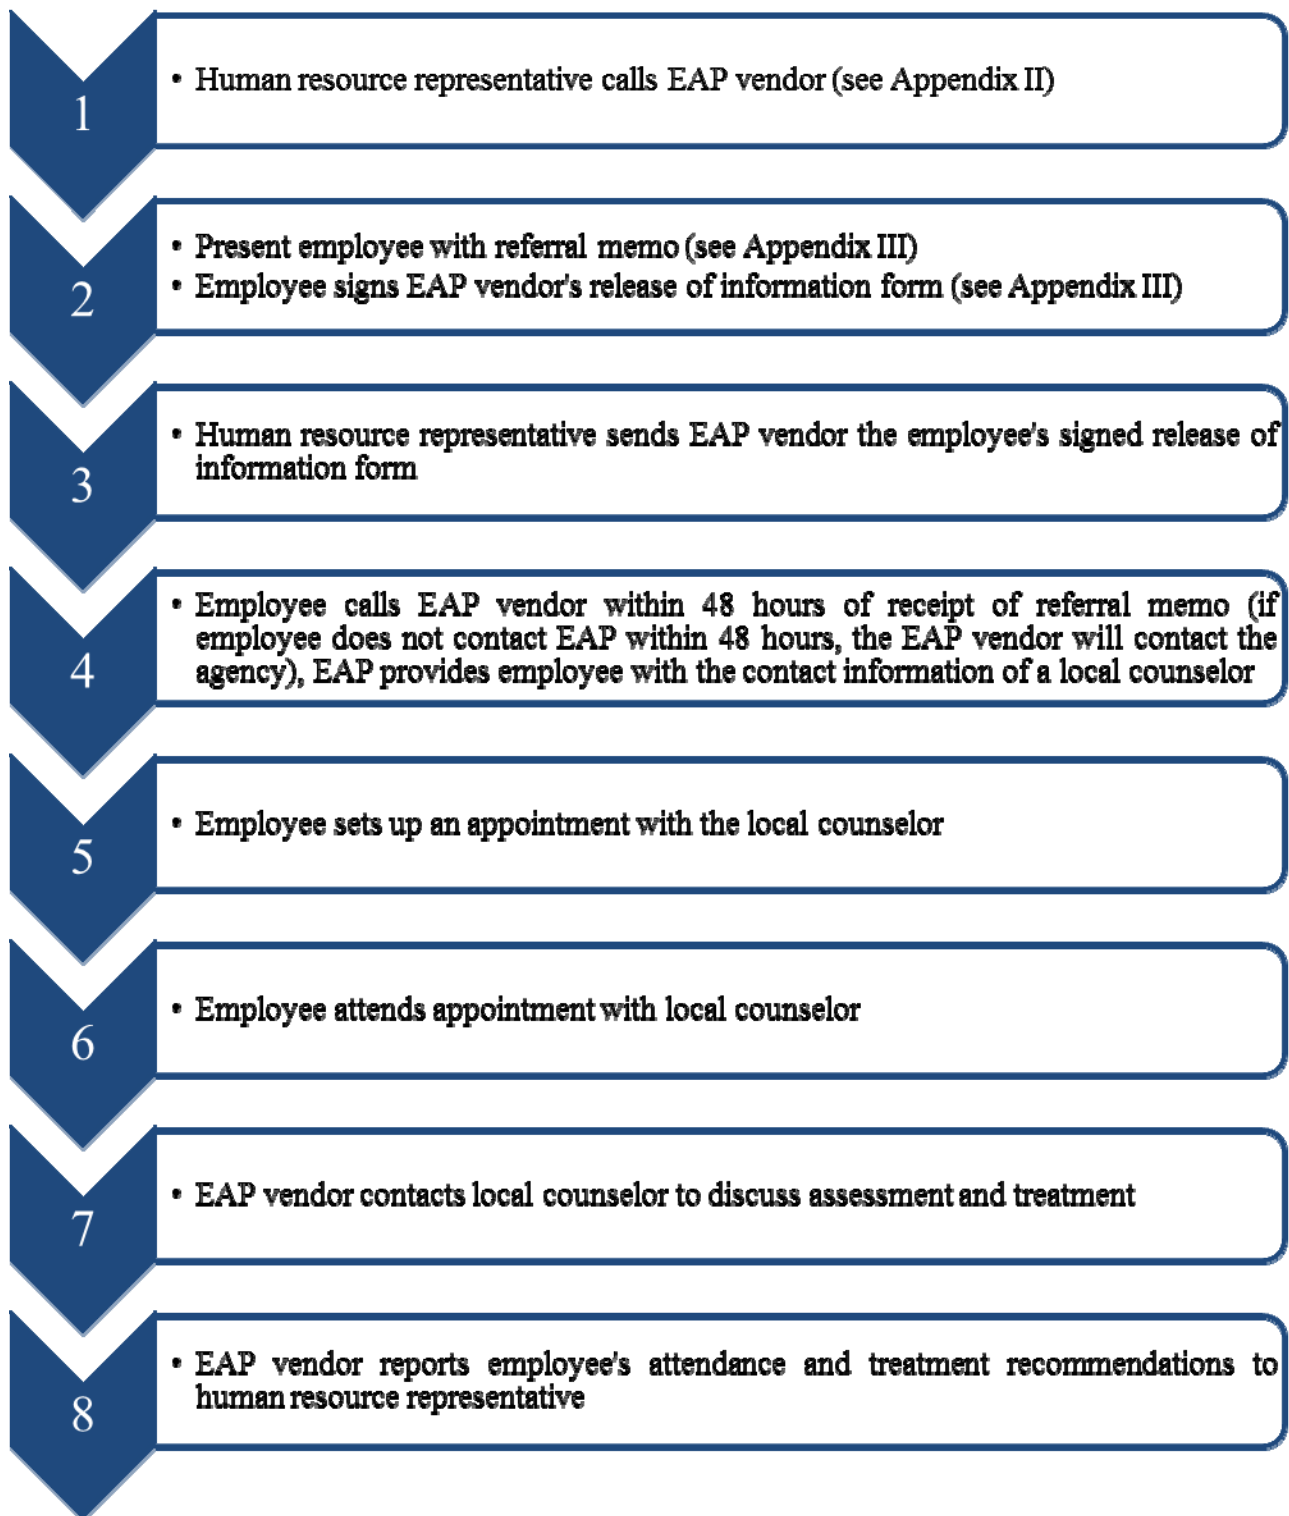 1
• Human resource representative calls EAP vendor (see Appendix II)
2
• Present employee with referral memo (see Appendix III)
• Employee signs EAP vendor's release of information form (see Appendix III)
3
• Human resource representative sends EAP vendor the employee's signed release of
information form
4
• Employee calls EAP vendor within 48 hours of receipt of referral memo (if
employee does not contact EAP within 48 hours, the EAP vendor will contact the
agency), EAP provides employee with the contact information of a local counselor
5
• Employee sets up an appointment with the local counselor
6
• Employee attends appointment with local counselor
7
• EAP vendor contacts local counselor to discuss assessment and treatment
8
• EAP vendor reports employee's attendance and treatment recommendations to
human resource representative